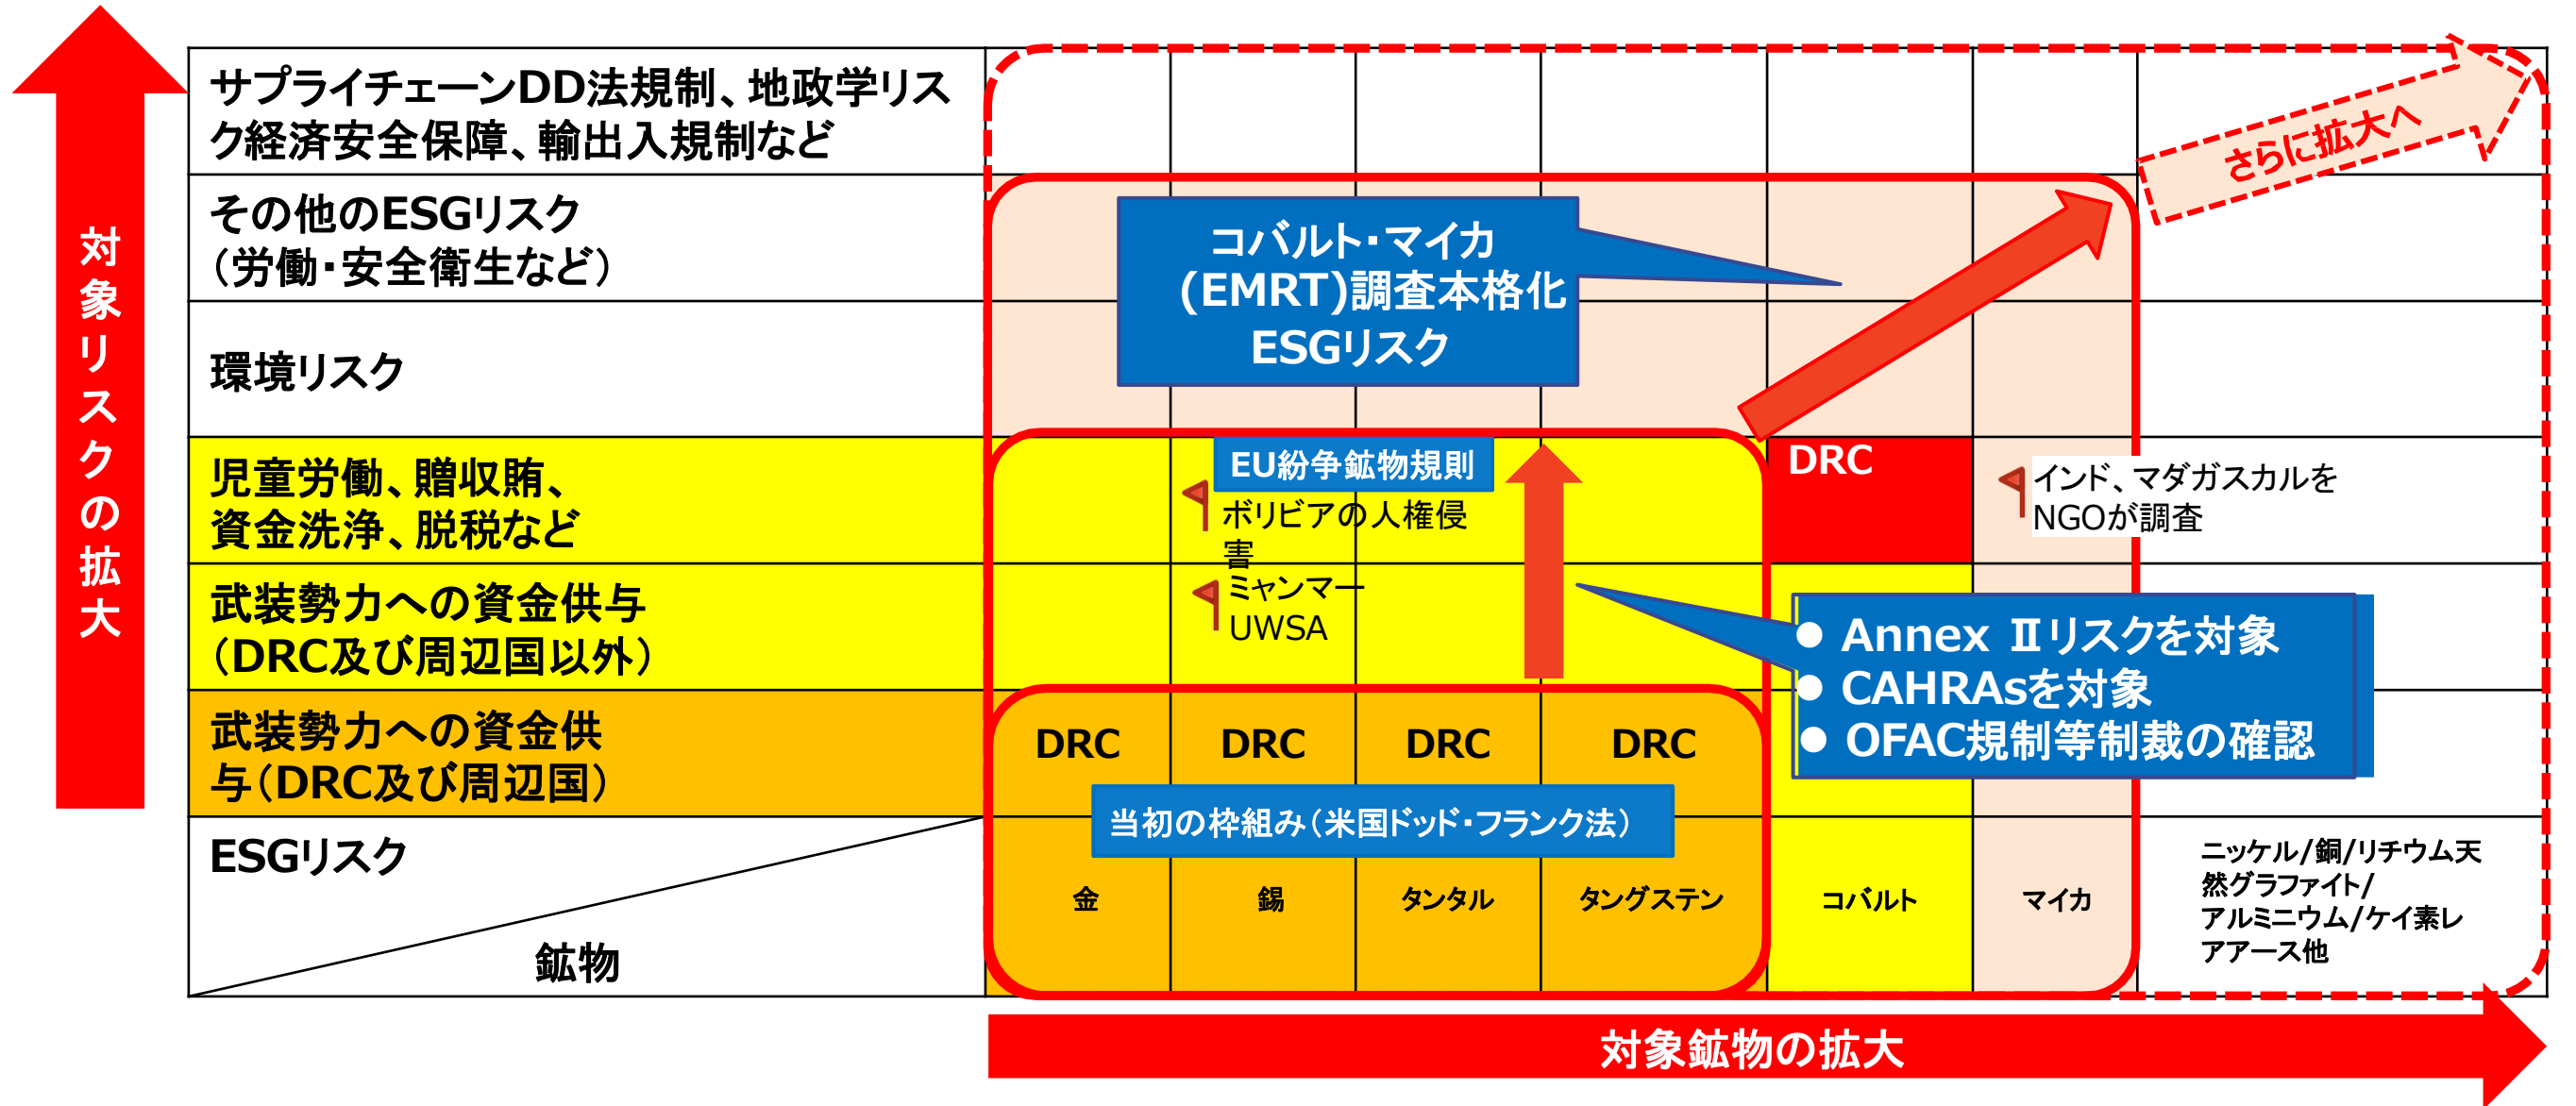 対象リスクの拡大
サプライチェーンDD法規制、地政学リス
ク経済安全保障、輸出入規制など
さらに拡大へ
その他のESGリスク
（労働・安全衛生など）
コバルト・マイカ
(EMRT)調査本格化
ESGリスク
環境リスク
児童労働、贈収賄、
資金洗浄、脱税など
EU紛争鉱物規則
ボリビアの人権侵
害
DRC
インド、マダガスカルを
NGOが調査
武装勢力への資金供与
（DRC及び周辺国以外）
ミャンマー
UWSA
● Annex Ⅱリスクを対象
● CAHRAsを対象
● OFAC規制等制裁の確認
武装勢力への資金供
与（DRC及び周辺国）
DRC
DRC
DRC
DRC
当初の枠組み（米国ドッド・フランク法）
ESGリスク
鉱物
金
錫
タンタル
タングステン
コバルト
マイカ
ニッケル/銅/リチウム天
然グラファイト/
アルミニウム/ケイ素レ
アアース他
対象鉱物の拡大